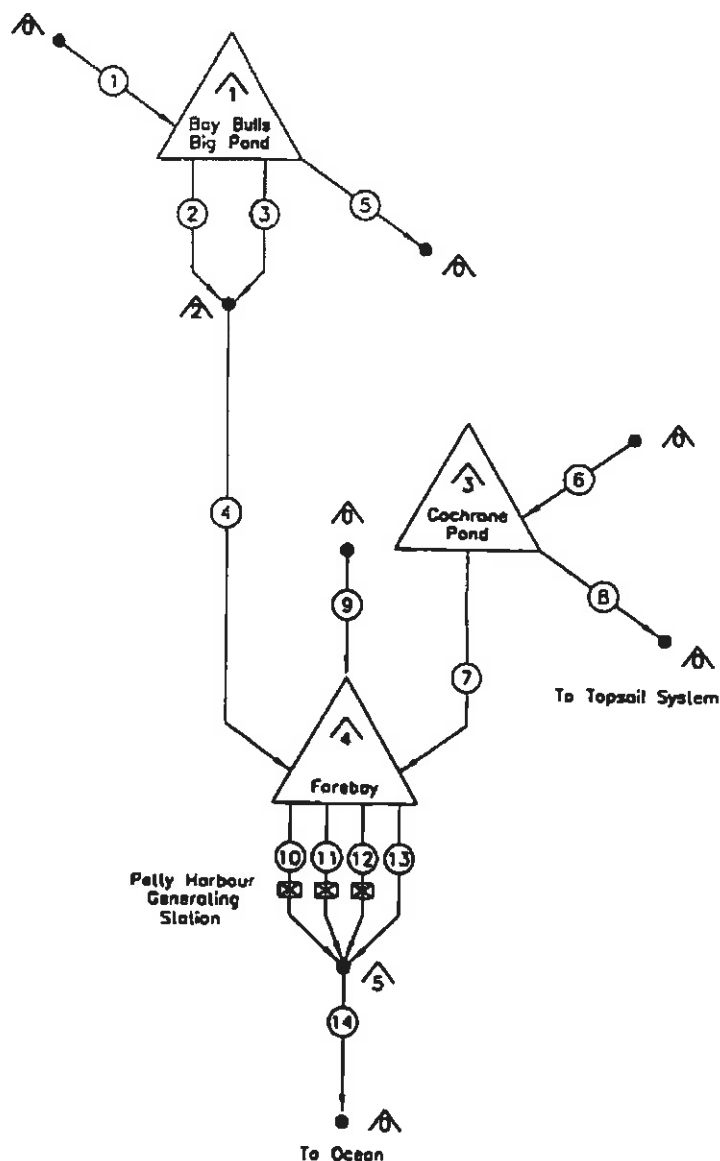 0
1
1
Bay Bulls
Big Pond
2
3
5
0
2
0
3
6
Cochrane
Pond
4
0
9
8
7
0
To Topsail System
4
Forebay
10
11
12
13
Petty Harbour
Generating
Station
5
14
0
To Ocean